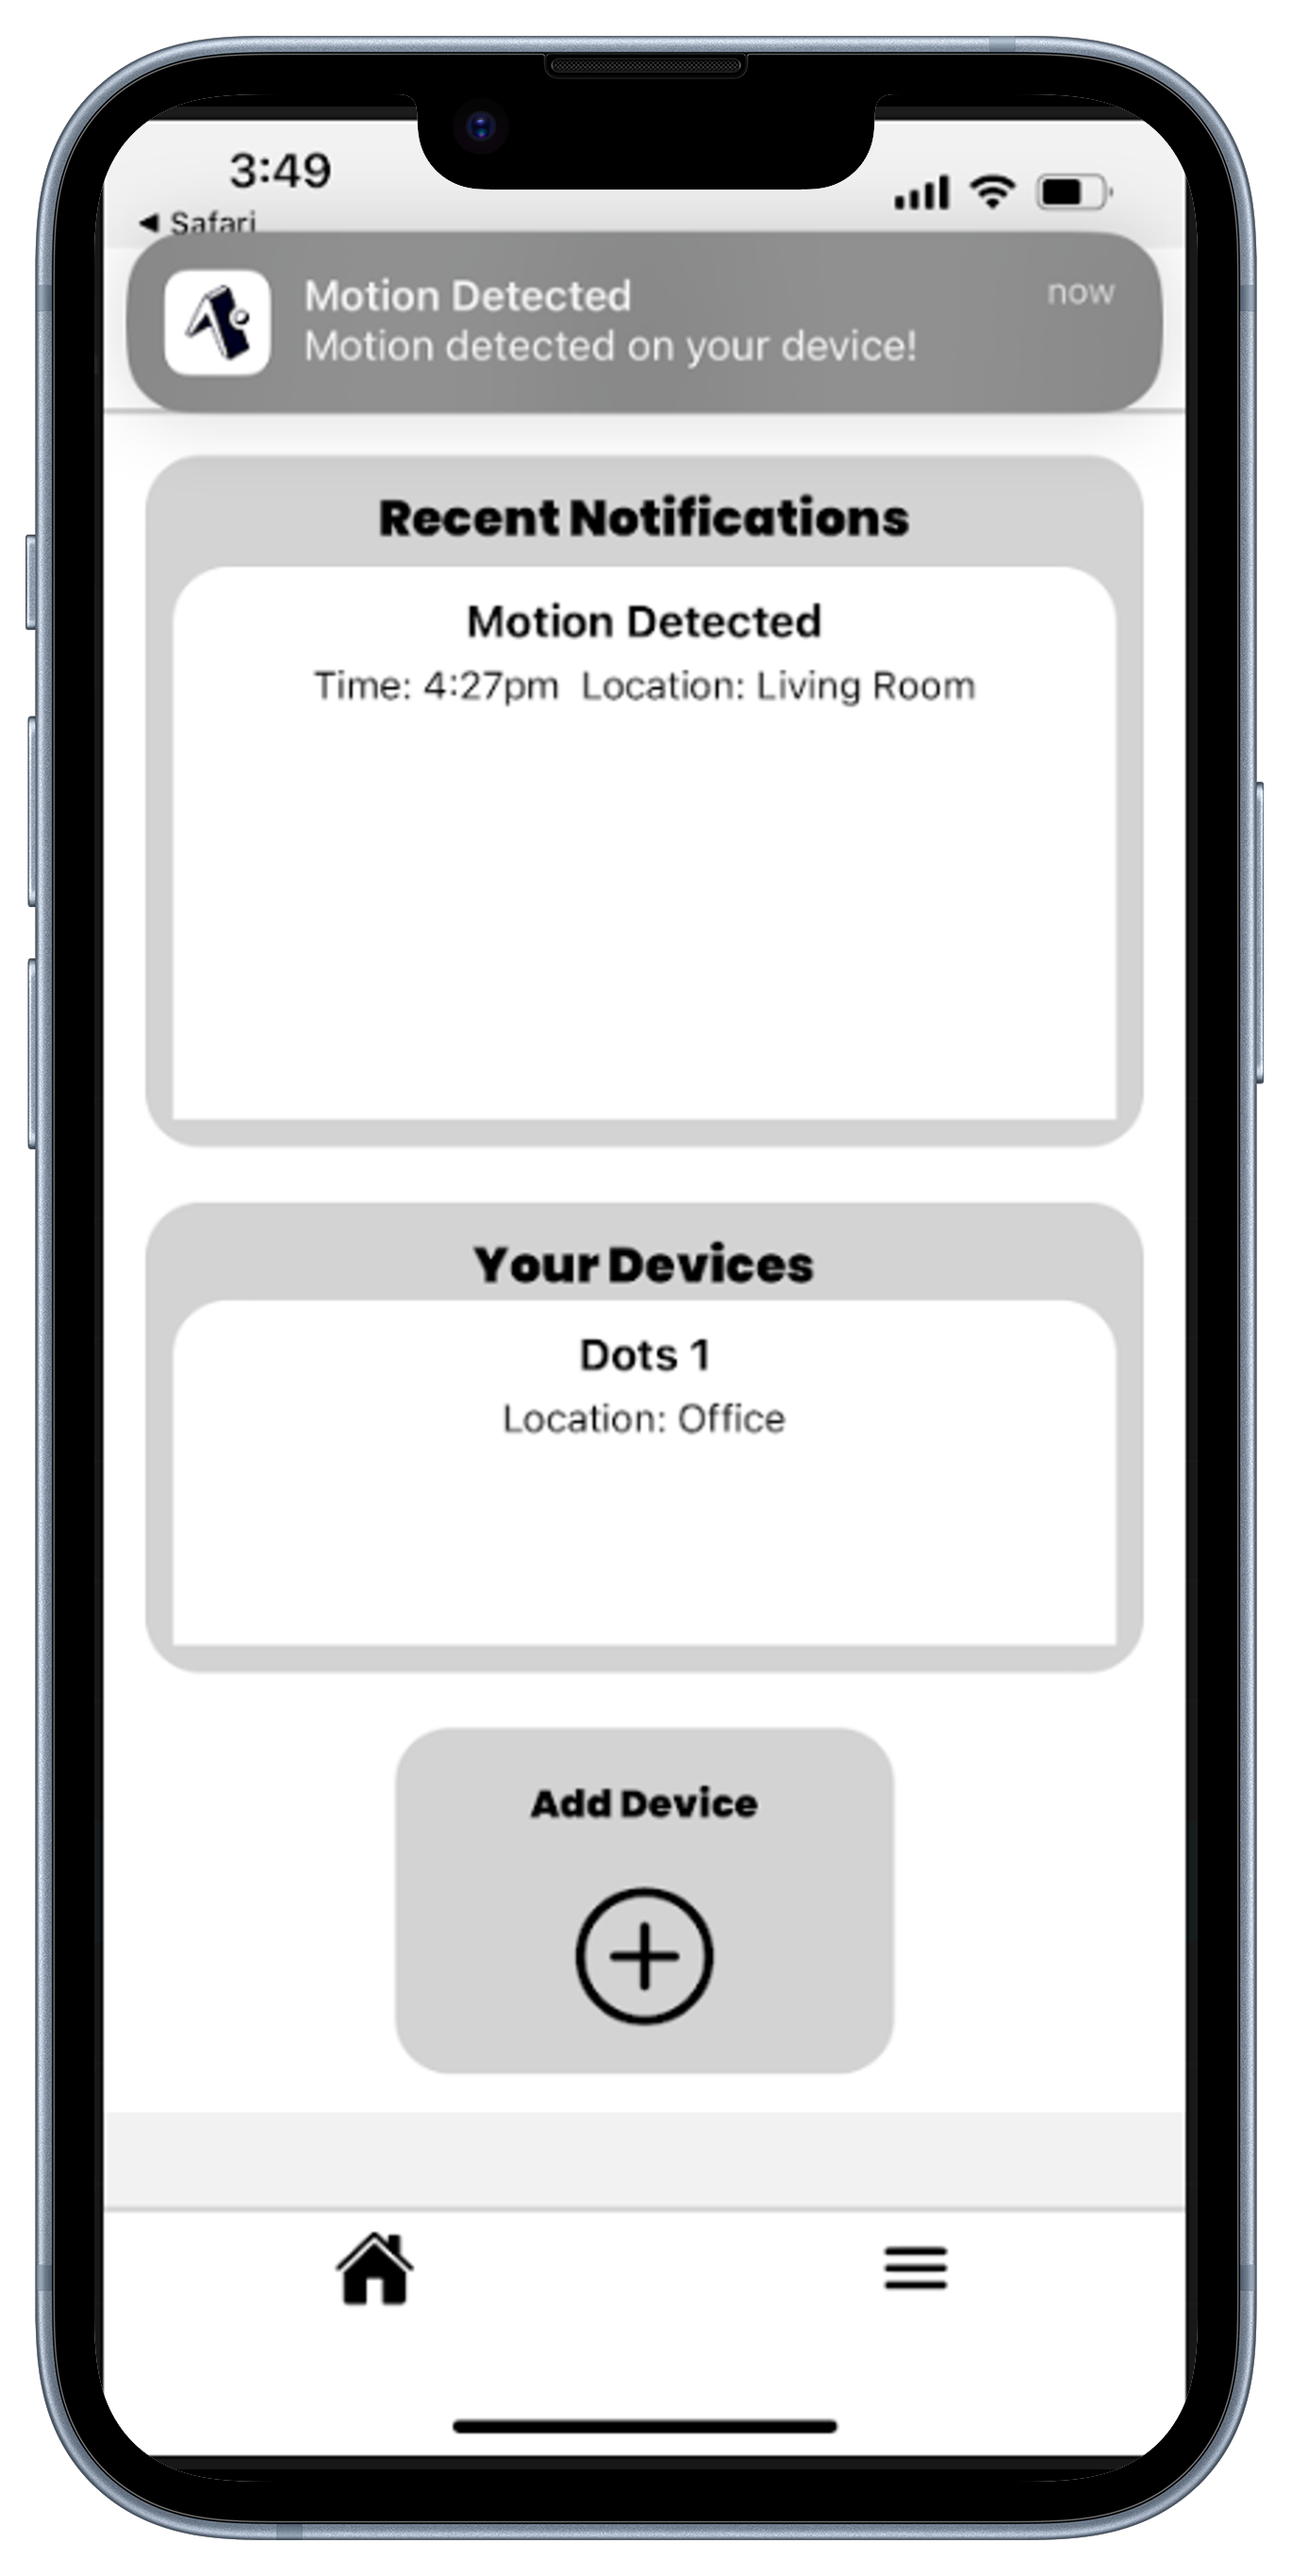 3:49
◀ Safari
Motion Detected
now
Motion detected on your device!
Recent Notifications
Motion Detected
Time: 4:27pm Location: Living Room
Your Devices
Dots 1
Location: Office
Add Device